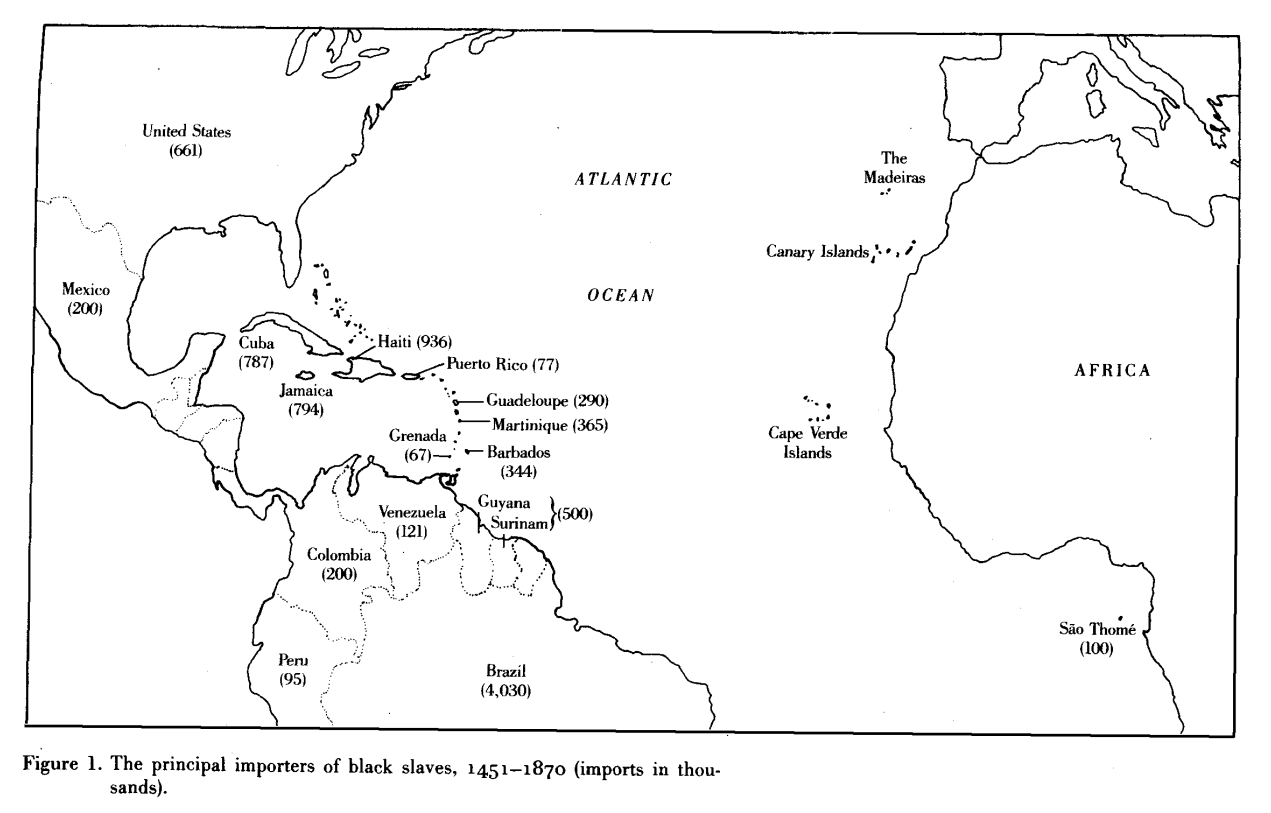 United States
(661)
ATLANTIC
The
Madeiras
Canary Islands
Mexico
(200)
OCEAN
Cuba
(787)
Haiti (936)
Puerto Rico (77)
AFRICA
Jamaica
(794)
Guadeloupe (290)
Martinique (365)
Cape Verde
Islands
Grenada
(67)
Barbados
(344)
Guyana
Surinam
(500)
Venezuela
(121)
Colombia
(200)
São Thomé
(100)
Peru
(95)
Brazil
(4,030)
Figure 1. The principal importers of black slaves, 1451–1870 (imports in thou-
sands).